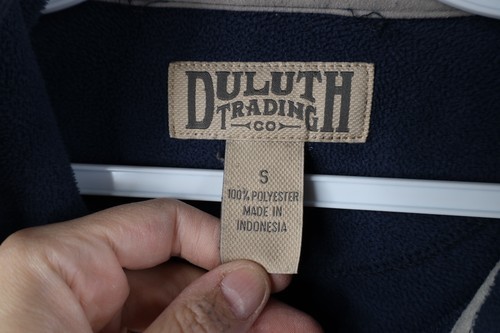 DULUTH
TRADING
CO
S
100% POLYESTER
MADE IN
INDONESIA